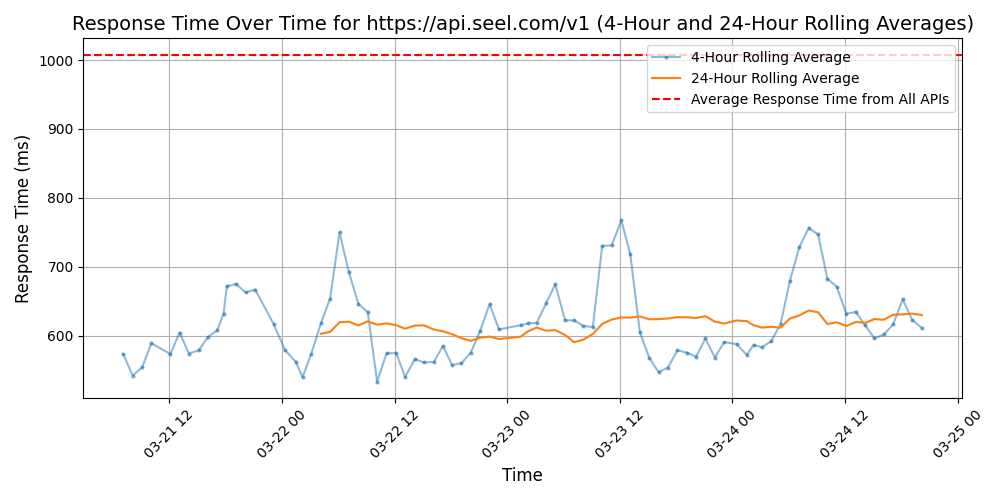 Response Time Over Time for https://api.seel.com/v1 (4-Hour and 24-Hour Rolling Averages)
4-Hour Rolling Average
24-Hour Rolling Average
Average Response Time from All APIs
Response Time (ms)
1000
900
800
700
600
03-21 12
03-22 00
03-22 12
03-23 00
03-23 12
03-24 00
03-24 12
03-25 00
Time